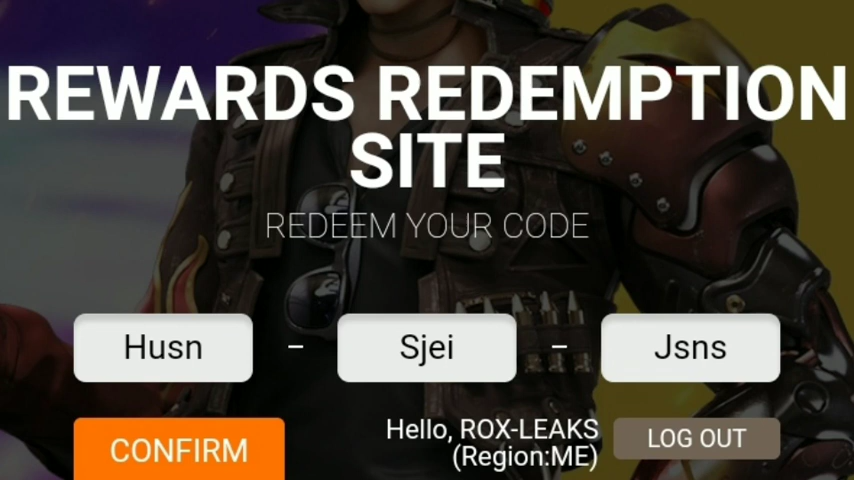 REWARDS REDEMPTION
SITE
REDEEM YOUR CODE
Husn - Sjei - Jsns
CONFIRM
Hello, ROX-LEAKS
(Region:ME)
LOG OUT